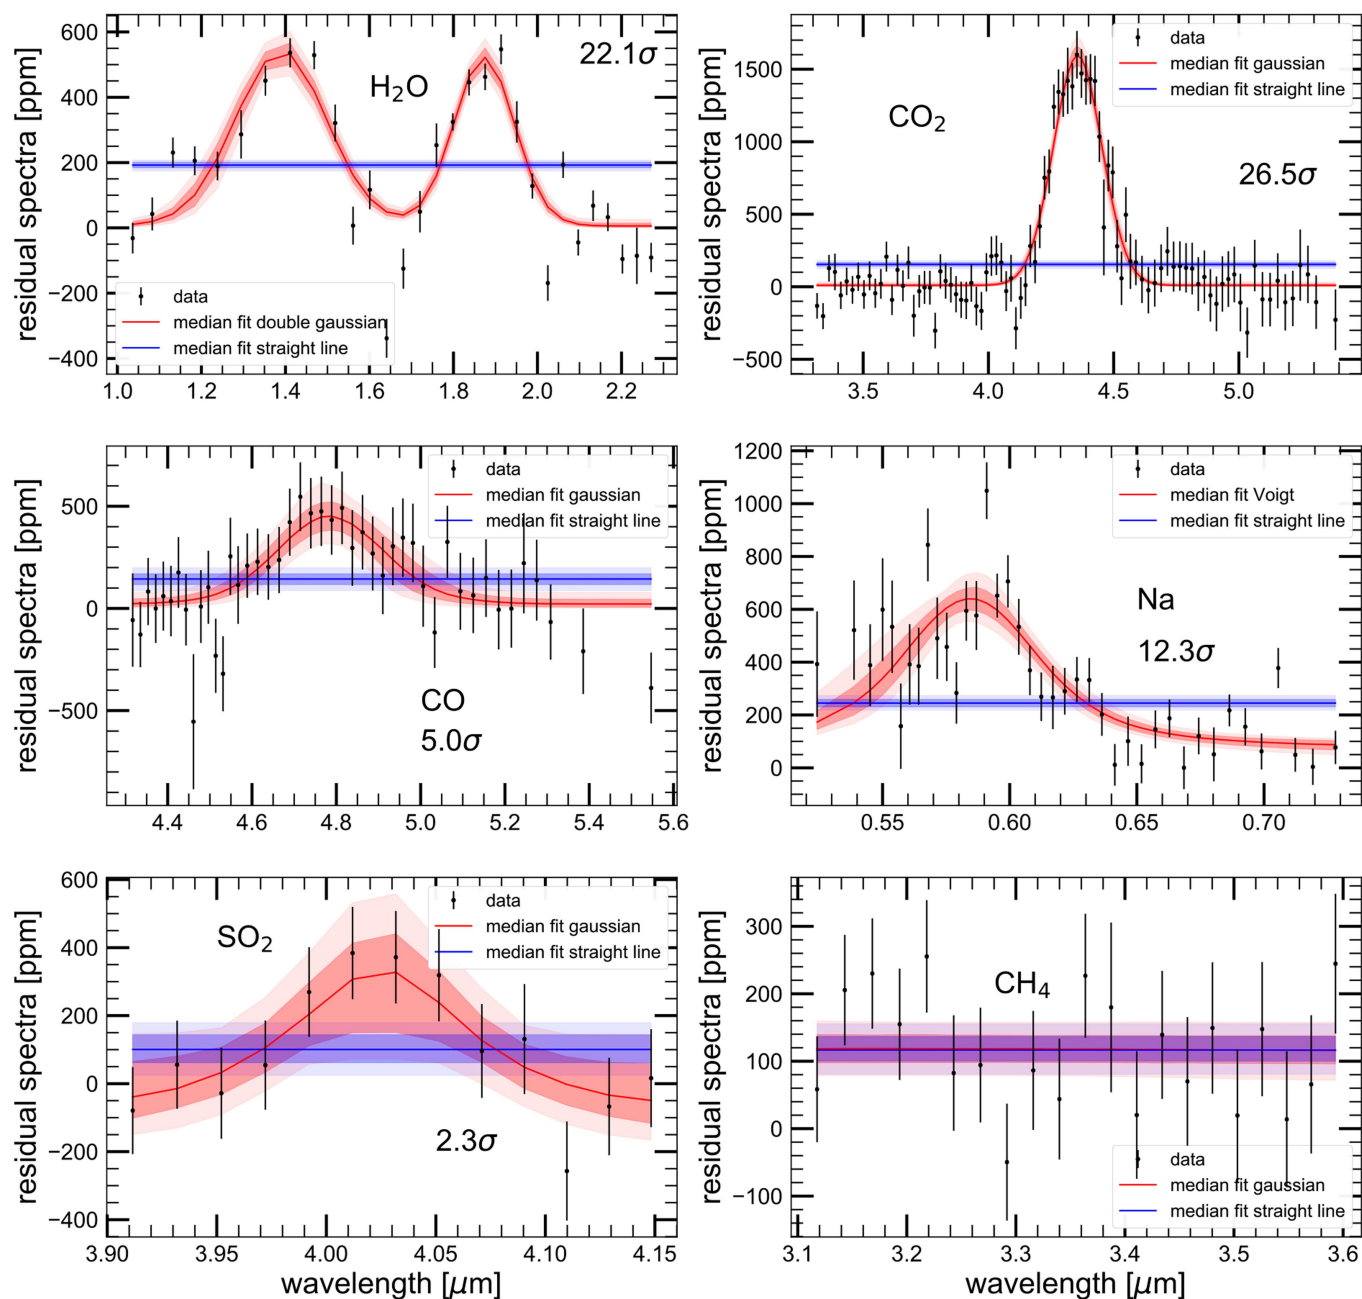 residual spectra [ppm]
600
400
200
0
−200
−400
H₂O
22.1σ
data
median fit double gaussian
median fit straight line
1.0 1.2 1.4 1.6 1.8 2.0 2.2
residual spectra [ppm]
1500
1000
500
0
−500
CO₂
26.5σ
data
median fit gaussian
median fit straight line
3.5 4.0 4.5 5.0
residual spectra [ppm]
500
0
−500
data
median fit gaussian
median fit straight line
CO
5.0σ
4.4 4.6 4.8 5.0 5.2 5.4 5.6
residual spectra [ppm]
1200
1000
800
600
400
200
0
data
median fit Voigt
median fit straight line
Na
12.3σ
0.55 0.60 0.65 0.70
residual spectra [ppm]
600
400
200
0
−200
−400
SO₂
data
median fit gaussian
median fit straight line
2.3σ
3.90 3.95 4.00 4.05 4.10 4.15
wavelength [μm]
residual spectra [ppm]
300
200
100
0
−100
CH₄
data
median fit gaussian
median fit straight line
3.1 3.2 3.3 3.4 3.5 3.6
wavelength [μm]